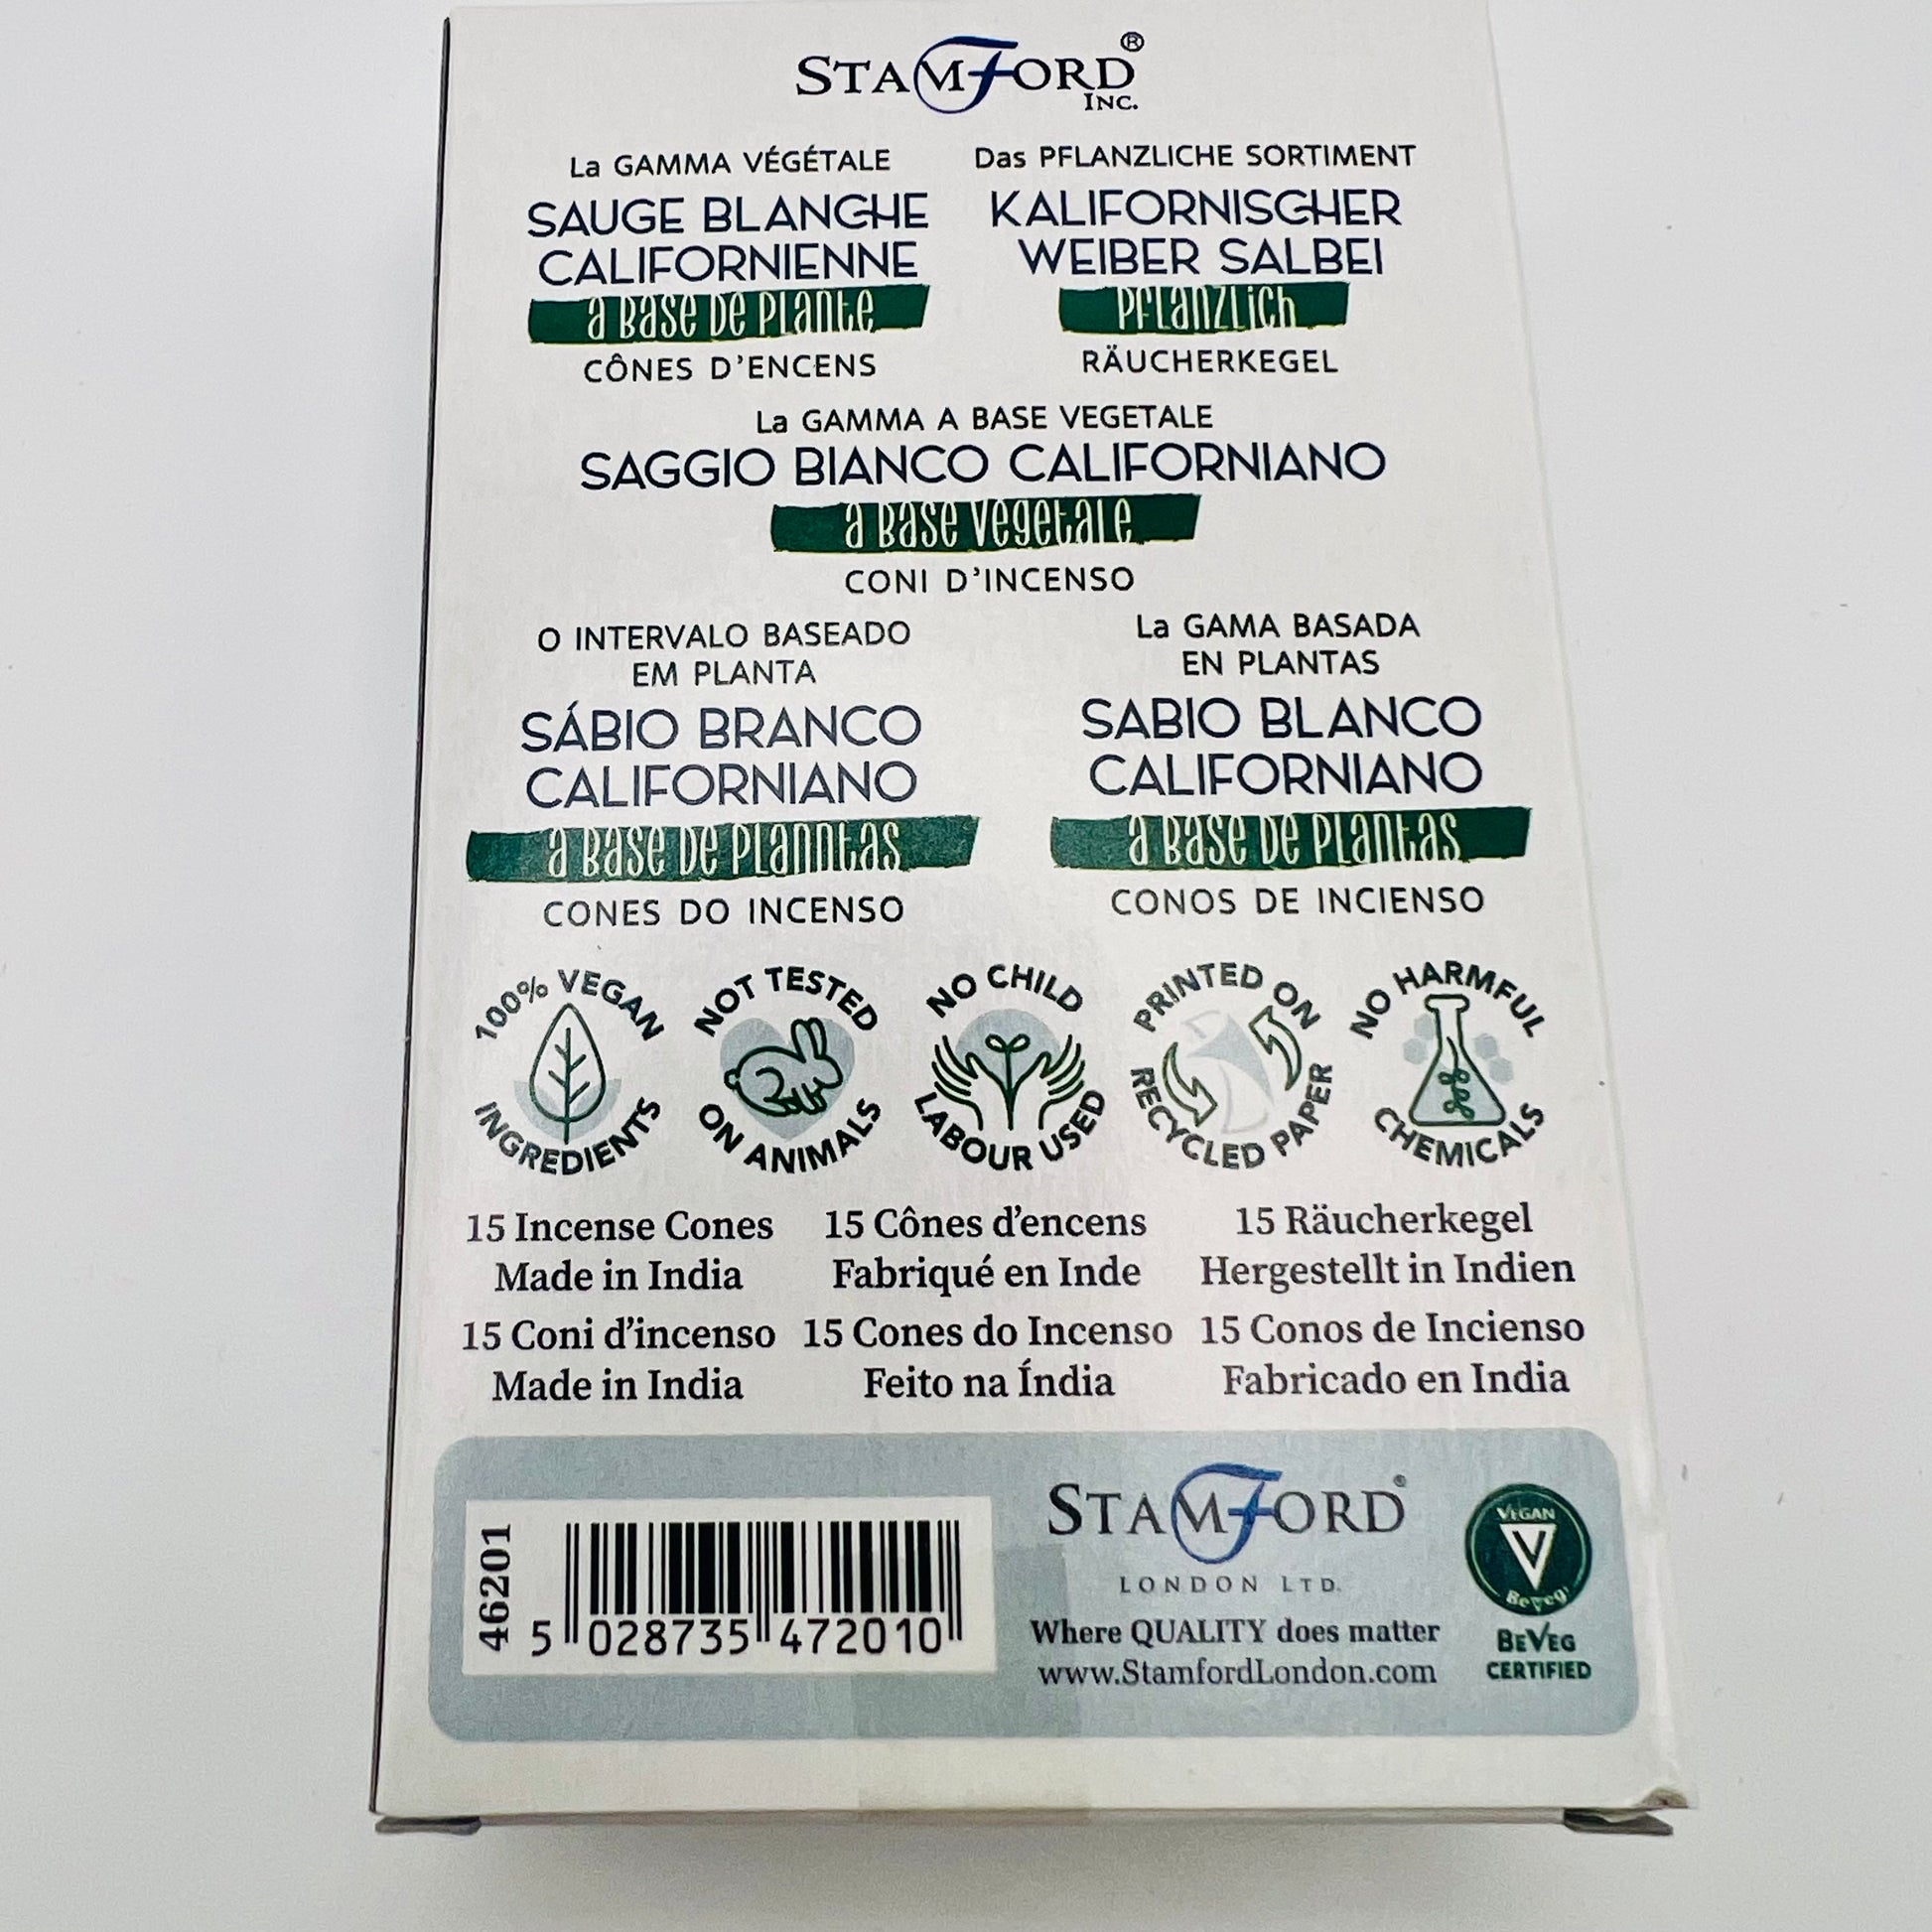 STAMFORD®
INC.
La GAMMA VÉGÉTALE
SAUGE BLANCHE
CALIFORNIENNE
a Base de Plante
CÔNES D'ENCENS
Das PFLANZLICHE SORTIMENT
KALIFORNISCHER
WEIBER SALBEI
Pflanzlich
RÄUCHERKEGEL
La GAMMA A BASE VEGETALE
SAGGIO BIANCO CALIFORNIANO
a Base Vegetale
CONI D'INCENSO
O INTERVALO BASEADO
EM PLANTA
SÁBIO BRANCO
CALIFORNIANO
a Base de Planntas
CONES DO INCENSO
La GAMA BASADA
EN PLANTAS
SABIO BLANCO
CALIFORNIANO
a Base de Plantas
CONOS DE INCIENSO
100% VEGAN
INGREDIENTS
NOT TESTED
ON ANIMALS
NO CHILD
LABOUR USED
PRINTED ON
RECYCLED PAPER
NO HARMFUL
CHEMICALS
15 Incense Cones
Made in India
15 Cônes d'encens
Fabriqué en Inde
15 Räucherkegel
Hergestellt in Indien
15 Coni d'incenso
Made in India
15 Cones do Incenso
Feito na Índia
15 Conos de Incienso
Fabricado en India
46201
5 028735 472010
STAMFORD®
LONDON LTD.
Where QUALITY does matter
www.StamfordLondon.com
VEGAN
V
Beveg!
BEVEG
CERTIFIED